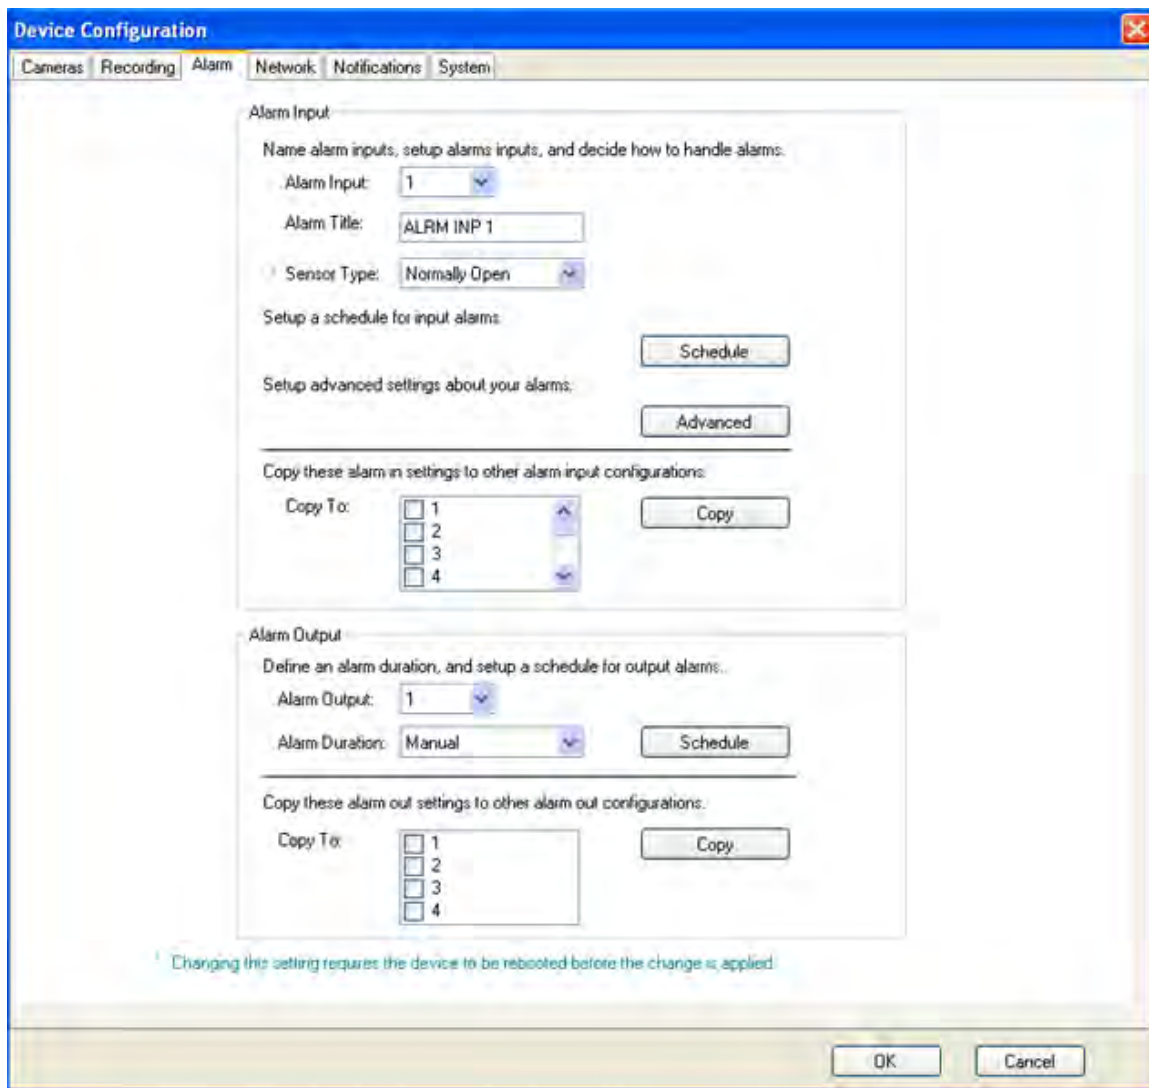 Device Configuration
Cameras Recording Alarm Network Notifications System
Alarm Input
Name alarm inputs, setup alarms inputs, and decide how to handle alarms.
Alarm Input: 1
Alarm Title: ALRM INP 1
Sensor Type: Normally Open
Setup a schedule for input alarms
Schedule
Setup advanced settings about your alarms.
Advanced
Copy these alarm in settings to other alarm input configurations.
Copy To: 1 Copy
2
3
4
Alarm Output
Define an alarm duration, and setup a schedule for output alarms..
Alarm Output: 1
Alarm Duration: Manual Schedule
Copy these alarm out settings to other alarm out configurations.
Copy To: 1 Copy
2
3
4
* Changing this setting requires the device to be rebooted before the change is applied
OK Cancel